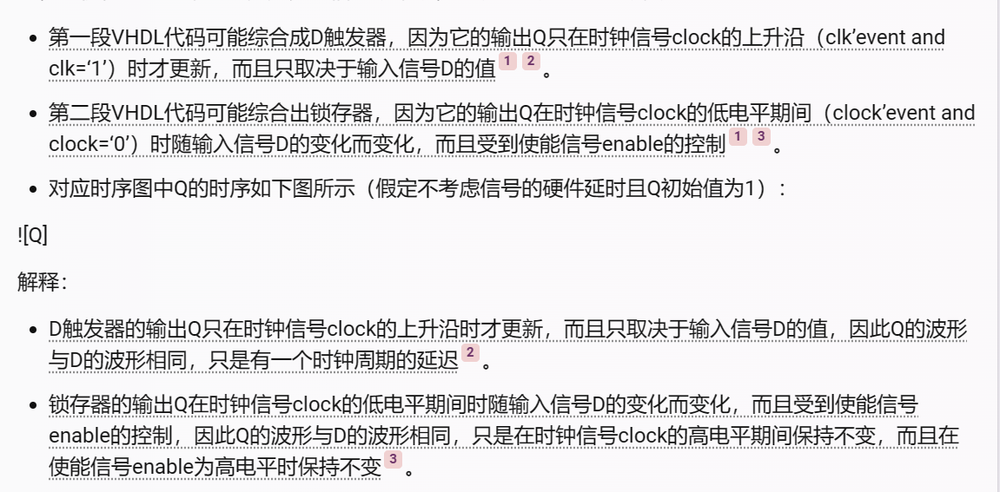 第一段VHDL代码可能综合成D触发器，因为它的输出Q只在时钟信号clock的上升沿（clk’event and
clk=‘1’）时才更新，而且只取决于输入信号D的值 1 2 。
第二段VHDL代码可能综合出锁存器，因为它的输出Q在时钟信号clock的低电平期间（clock’event and
clock=‘0’）时随输入信号D的变化而变化，而且受到使能信号enable的控制 1 3 。
对应时序图中Q的时序如下图所示（假定不考虑信号的硬件延时且Q初始值为1）：
![Q]
解释：
D触发器的输出Q只在时钟信号clock的上升沿时才更新，而且只取决于输入信号D的值，因此Q的波形
与D的波形相同，只是有一个时钟周期的延迟 2 。
锁存器的输出Q在时钟信号clock的低电平期间时随输入信号D的变化而变化，而且受到使能信号
enable的控制，因此Q的波形与D的波形相同，只是在时钟信号clock的高电平期间保持不变，而且在
使能信号enable为高电平时保持不变 3 。